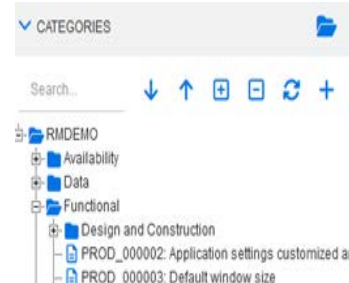 CATEGORIES
Search...
RMDEMO
Availability
Data
Functional
Design and Construction
PROD_000002: Application settings customized a
PROD_000003: Default window size